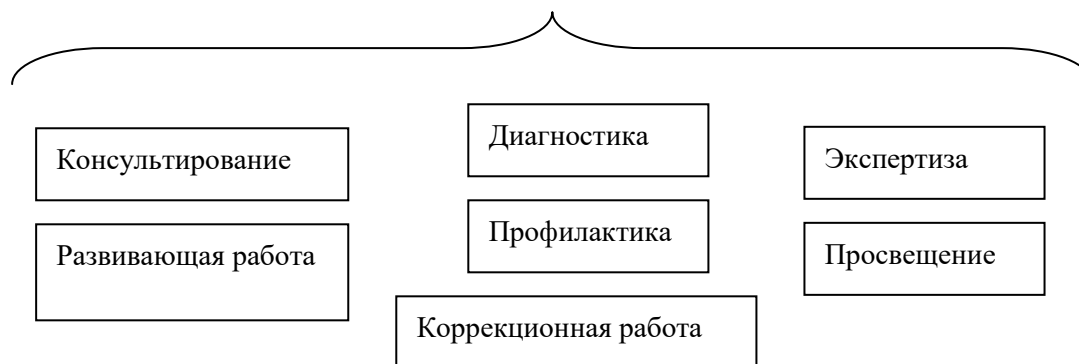 Консультирование
Развивающая работа
Диагностика
Профилактика
Коррекционная работа
Экспертиза
Просвещение